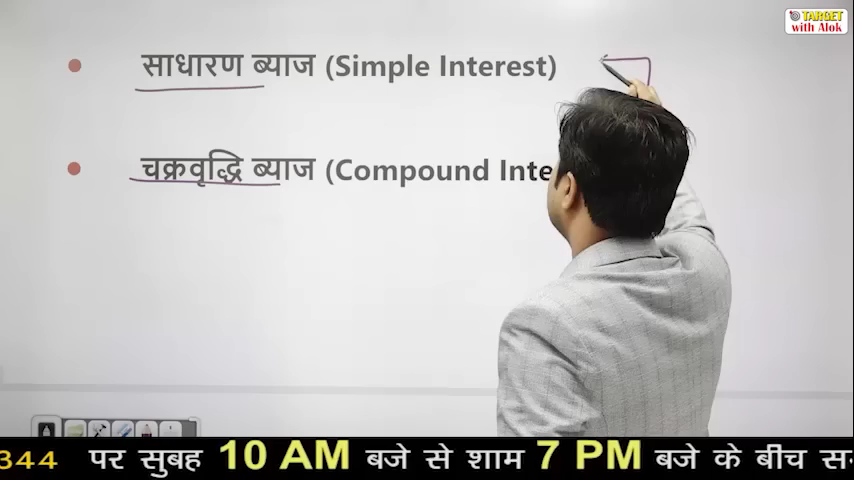 TARGET
with Alok
साधारण ब्याज (Simple Interest)
चक्रवृद्धि ब्याज (Compound Inte
344 पर सुबह 10 AM बजे से शाम 7 PM बजे के बीच